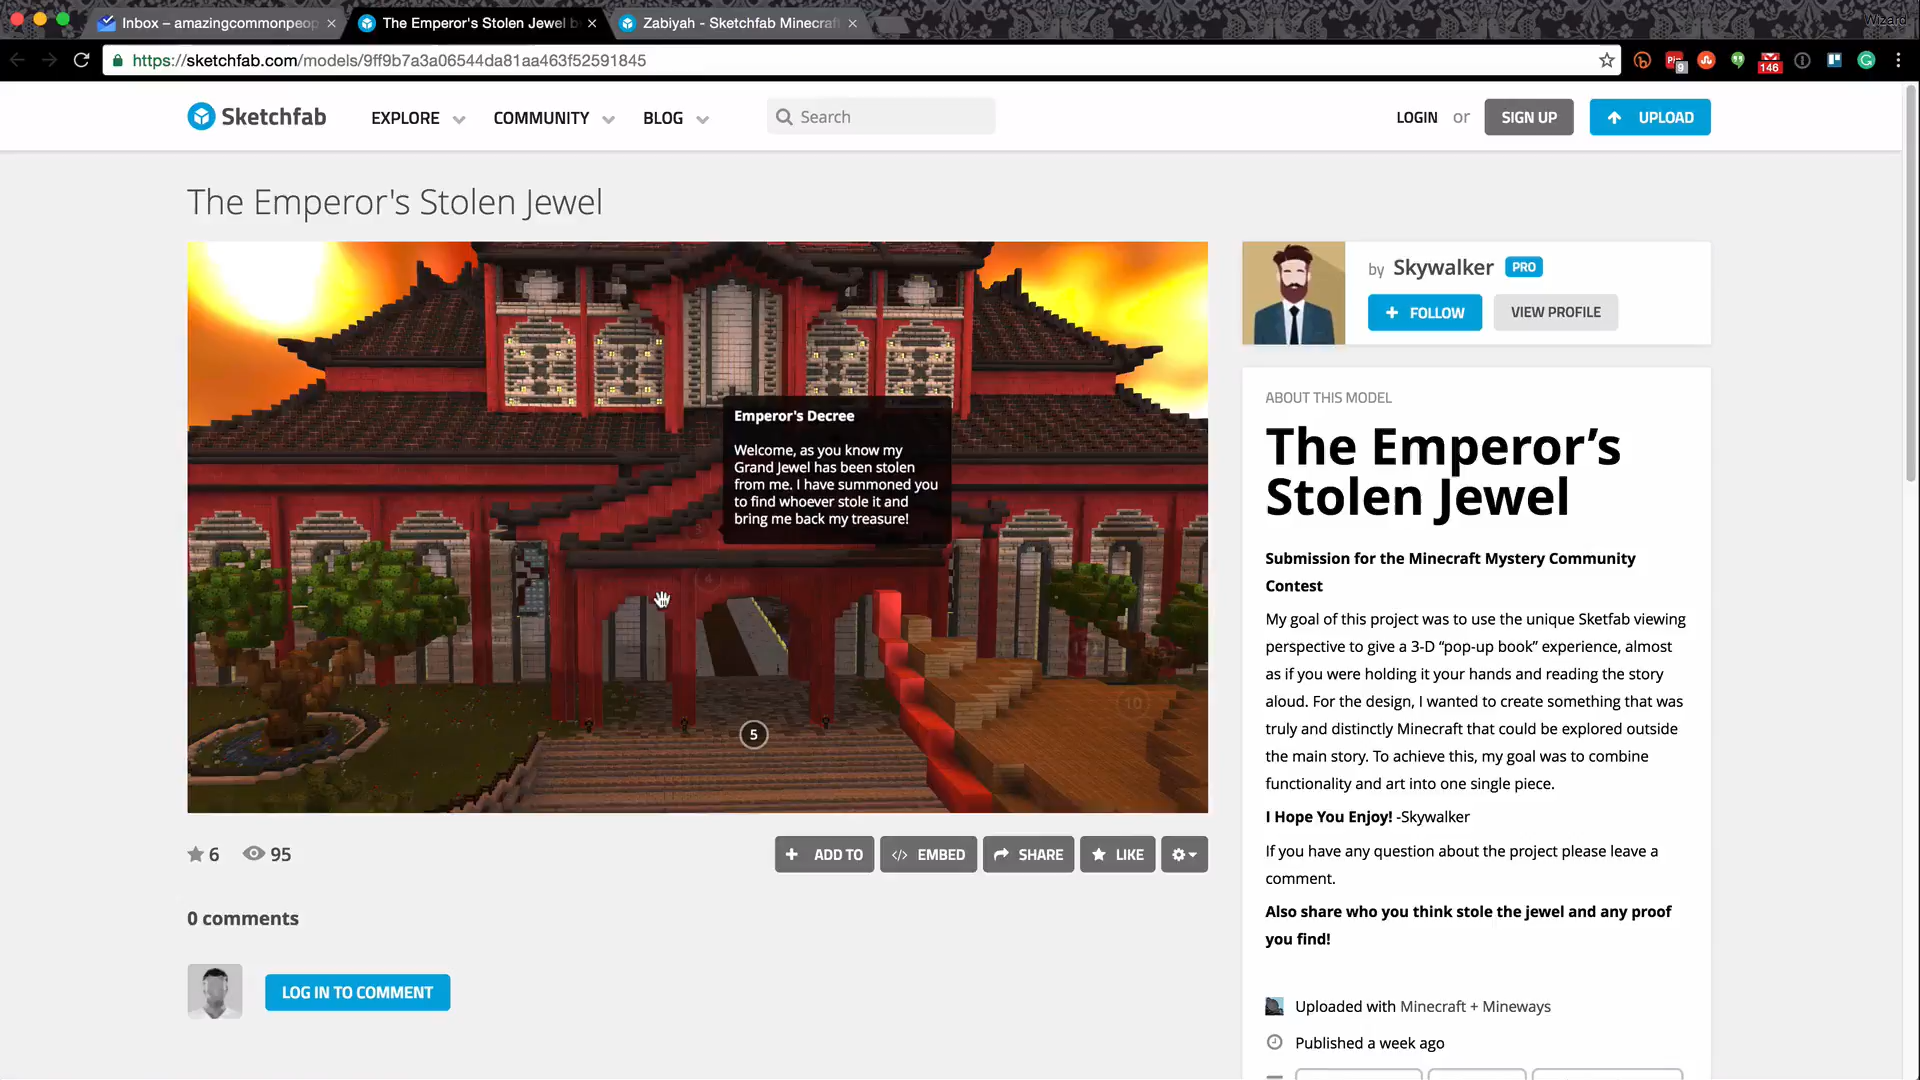 Inbox – amazingcommonpeop
The Emperor's Stolen Jewel b
Zabiyah - Sketchfab Minecraf
Wizard
https://sketchfab.com/models/9ff9b7a3a06544da81aa463f52591845
9
146
Sketchfab
EXPLORE
COMMUNITY
BLOG
Search
LOGIN or
SIGN UP
UPLOAD
The Emperor's Stolen Jewel
Emperor's Decree
Welcome, as you know my
Grand Jewel has been stolen
from me. I have summoned you
to find whoever stole it and
bring me back my treasure!
5
10
by Skywalker PRO
FOLLOW
VIEW PROFILE
ABOUT THIS MODEL
The Emperor’s
Stolen Jewel
Submission for the Minecraft Mystery Community
Contest
My goal of this project was to use the unique Sketfab viewing
perspective to give a 3-D “pop-up book” experience, almost
as if you were holding it your hands and reading the story
aloud. For the design, I wanted to create something that was
truly and distinctly Minecraft that could be explored outside
the main story. To achieve this, my goal was to combine
functionality and art into one single piece.
I Hope You Enjoy! -Skywalker
If you have any question about the project please leave a
comment.
Also share who you think stole the jewel and any proof
you find!
Uploaded with Minecraft + Mineways
Published a week ago
6 95
ADD TO
EMBED
SHARE
LIKE
0 comments
LOG IN TO COMMENT